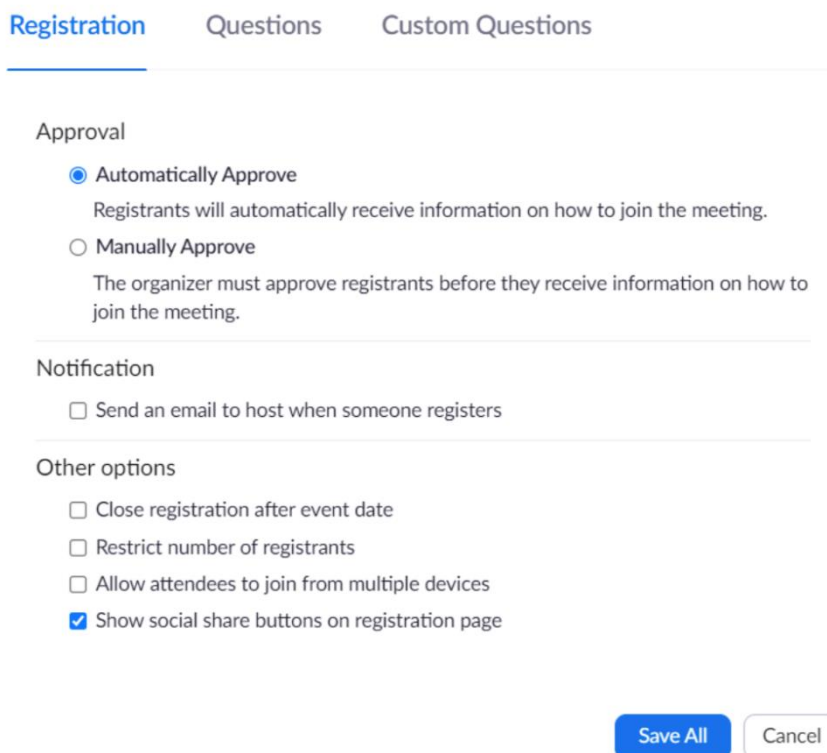 Registration Questions Custom Questions
Approval
Automatically Approve
Registrants will automatically receive information on how to join the meeting.
Manually Approve
The organizer must approve registrants before they receive information on how to
join the meeting.
Notification
Send an email to host when someone registers
Other options
Close registration after event date
Restrict number of registrants
Allow attendees to join from multiple devices
Show social share buttons on registration page
Save All Cancel